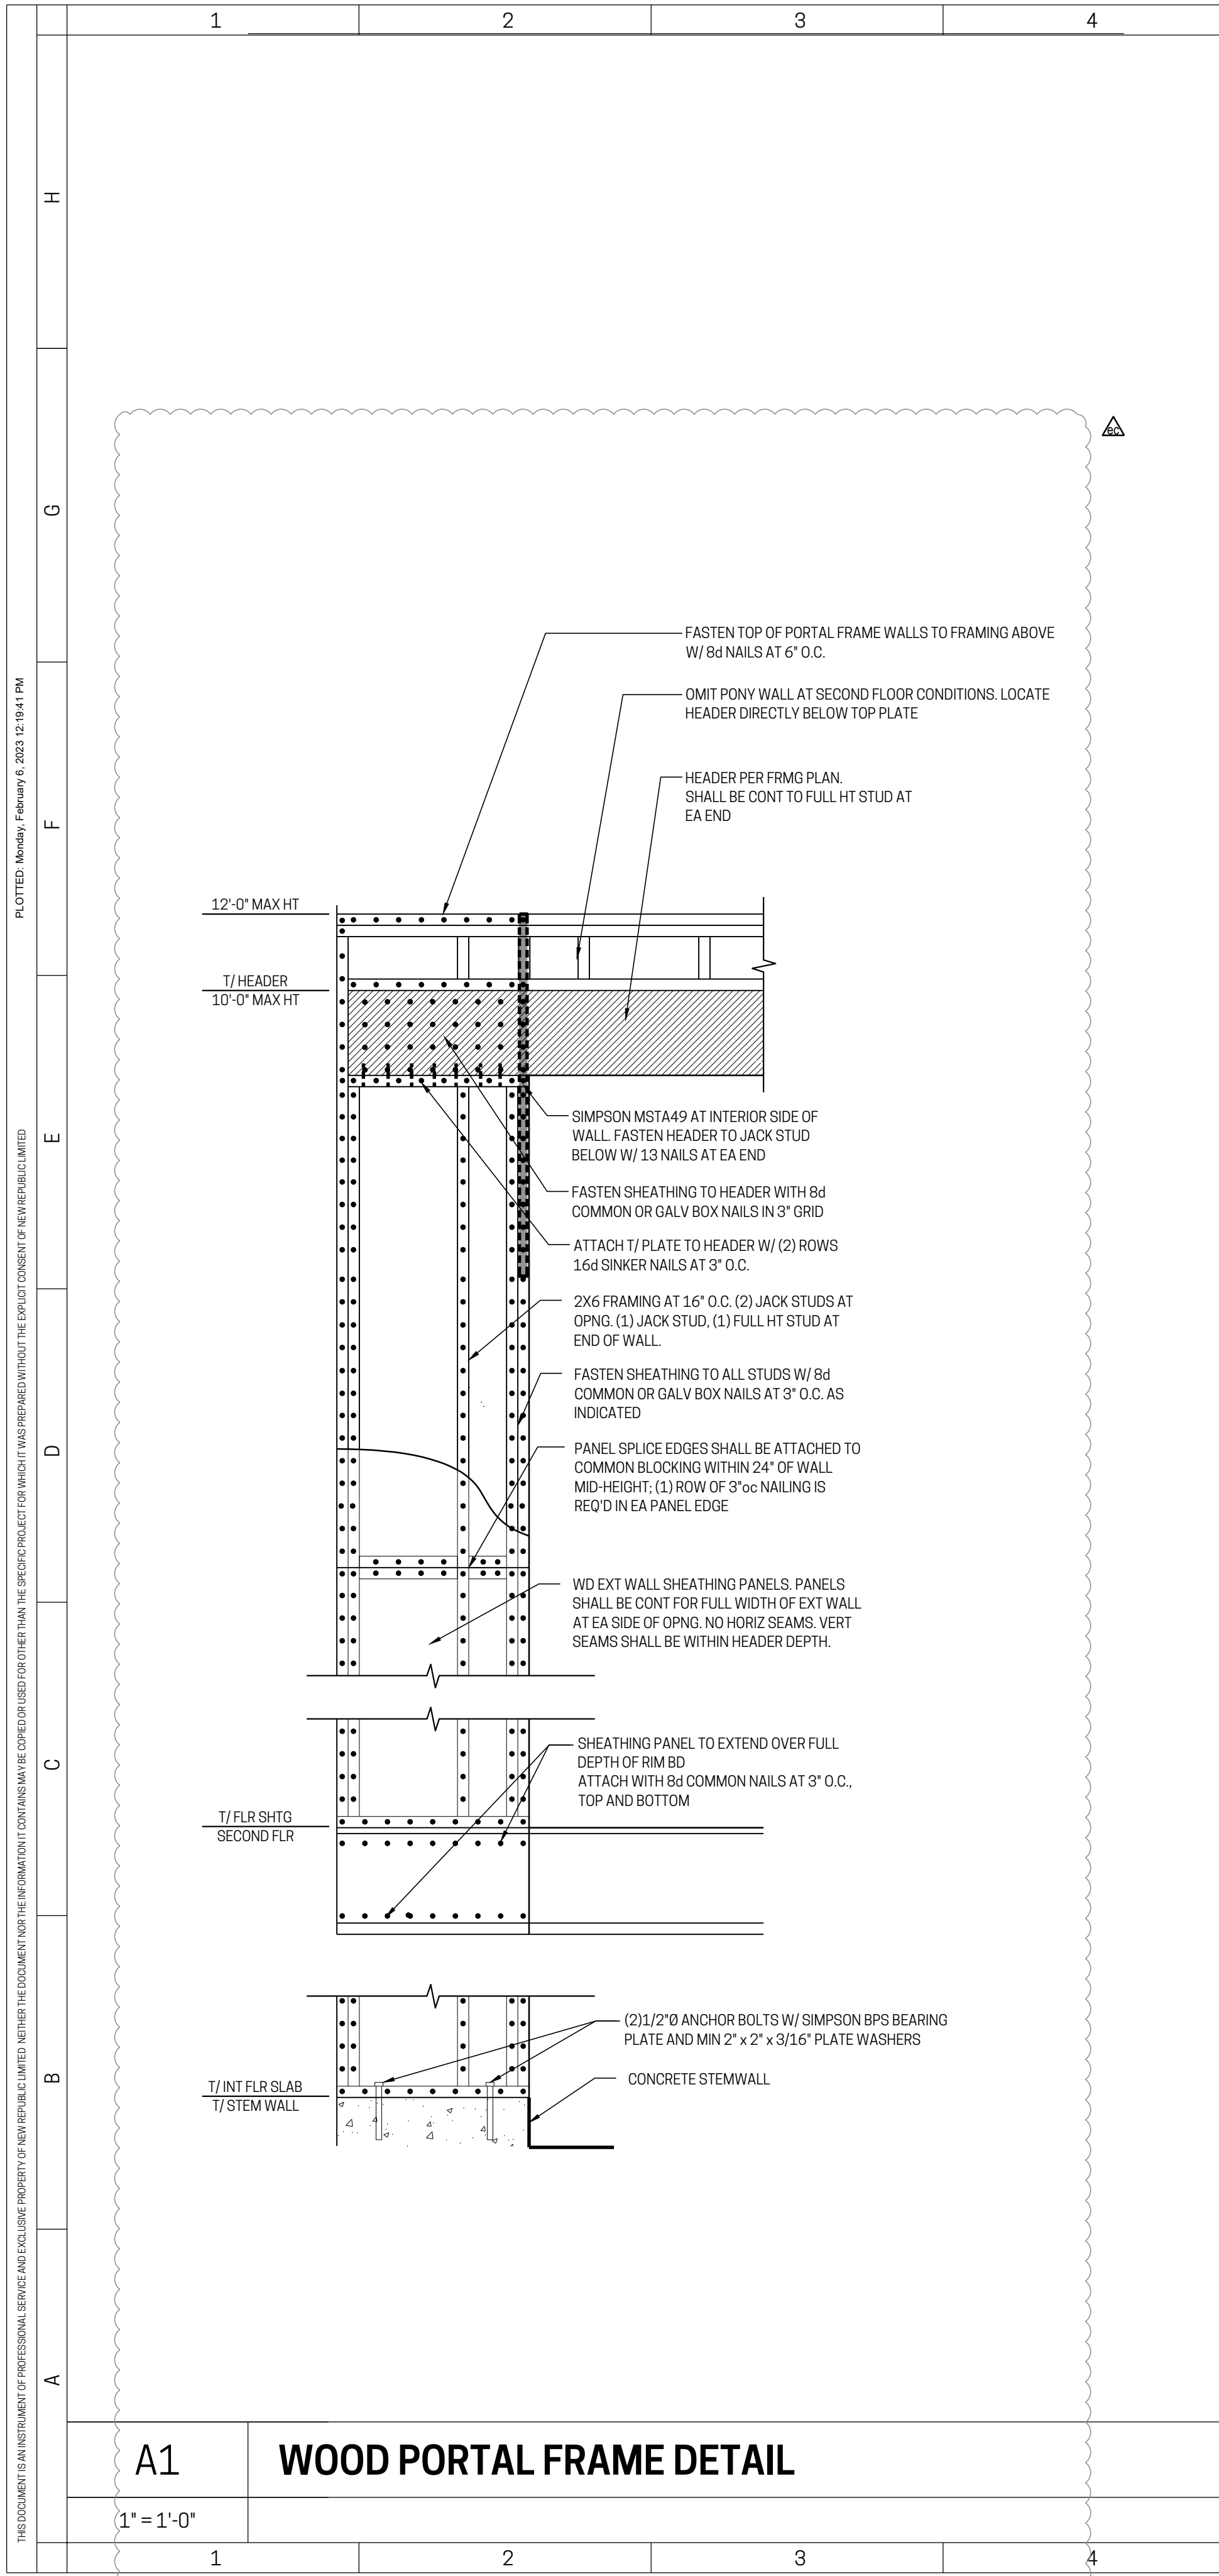 1 2 3 4
H
G
F
E
D
C
B
A
PLOTTED: Monday, February 6, 2023 12:19:41 PM
THIS DOCUMENT IS AN INSTRUMENT OF PROFESSIONAL SERVICE AND EXCLUSIVE PROPERTY OF NEW REPUBLIC LIMITED. NEITHER THE DOCUMENT NOR THE INFORMATION IT CONTAINS MAY BE COPIED OR USED FOR OTHER THAN THE SPECIFIC PROJECT FOR WHICH IT WAS PREPARED WITHOUT THE EXPLICIT CONSENT OF NEW REPUBLIC LIMITED
ec
FASTEN TOP OF PORTAL FRAME WALLS TO FRAMING ABOVE
W/ 8d NAILS AT 6" O.C.
OMIT PONY WALL AT SECOND FLOOR CONDITIONS. LOCATE
HEADER DIRECTLY BELOW TOP PLATE
HEADER PER FRMG PLAN.
SHALL BE CONT TO FULL HT STUD AT
EA END
12'-0" MAX HT
T/ HEADER
10'-0" MAX HT
SIMPSON MSTA49 AT INTERIOR SIDE OF
WALL. FASTEN HEADER TO JACK STUD
BELOW W/ 13 NAILS AT EA END
FASTEN SHEATHING TO HEADER WITH 8d
COMMON OR GALV BOX NAILS IN 3" GRID
ATTACH T/ PLATE TO HEADER W/ (2) ROWS
16d SINKER NAILS AT 3" O.C.
2X6 FRAMING AT 16" O.C. (2) JACK STUDS AT
OPNG. (1) JACK STUD, (1) FULL HT STUD AT
END OF WALL.
FASTEN SHEATHING TO ALL STUDS W/ 8d
COMMON OR GALV BOX NAILS AT 3" O.C. AS
INDICATED
PANEL SPLICE EDGES SHALL BE ATTACHED TO
COMMON BLOCKING WITHIN 24" OF WALL
MID-HEIGHT; (1) ROW OF 3"oc NAILING IS
REQ'D IN EA PANEL EDGE
WD EXT WALL SHEATHING PANELS. PANELS
SHALL BE CONT FOR FULL WIDTH OF EXT WALL
AT EA SIDE OF OPNG. NO HORIZ SEAMS. VERT
SEAMS SHALL BE WITHIN HEADER DEPTH.
SHEATHING PANEL TO EXTEND OVER FULL
DEPTH OF RIM BD
ATTACH WITH 8d COMMON NAILS AT 3" O.C.,
TOP AND BOTTOM
T/ FLR SHTG
SECOND FLR
(2)1/2"Ø ANCHOR BOLTS W/ SIMPSON BPS BEARING
PLATE AND MIN 2" x 2" x 3/16" PLATE WASHERS
CONCRETE STEMWALL
T/ INT FLR SLAB
T/ STEM WALL
A1
WOOD PORTAL FRAME DETAIL
1" = 1'-0"
1 2 3 4